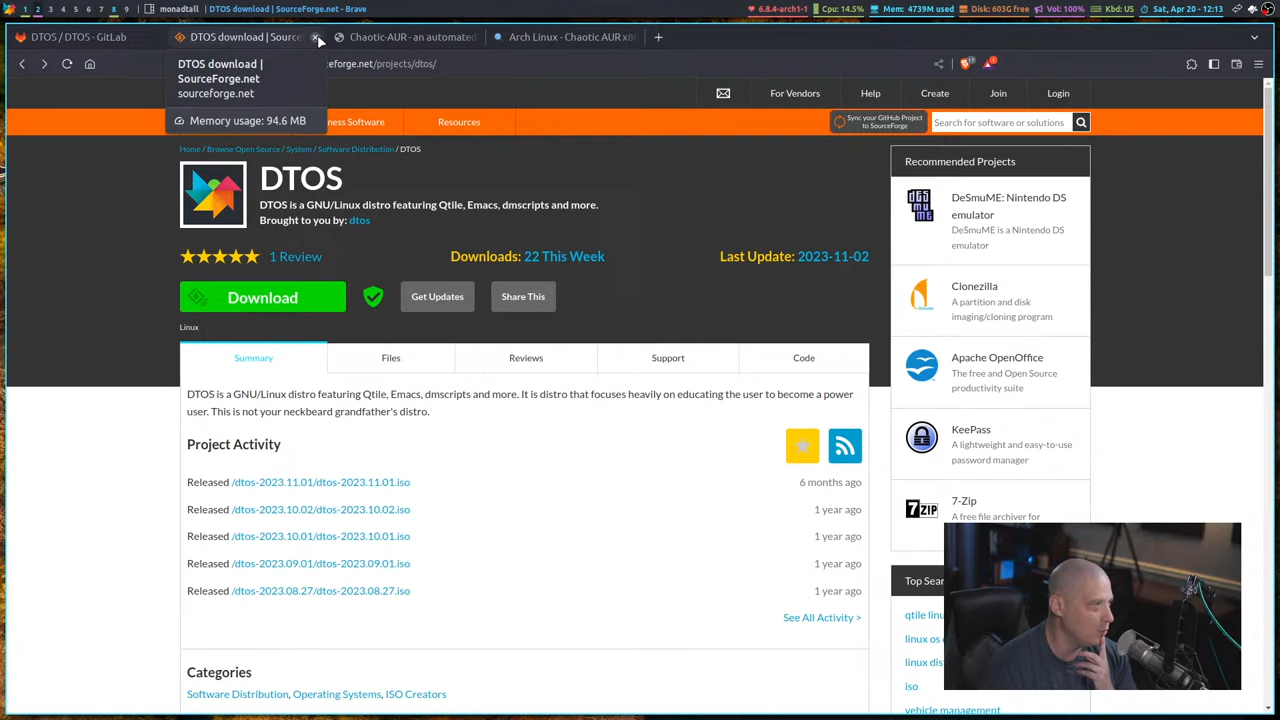 1 2 3 4 5 6 7 8 9 monadtall DTOS download | SourceForge.net - Brave 6.8.4-arch1-1 Cpu: 14.5% Mem: 4739M used Disk: 603G free Vol: 100% Kbd: US Sat, Apr 20 - 12:13
DTOS / DTOS · GitLab DTOS download | Source Chaotic-AUR - an automated Arch Linux - Chaotic AUR x8
eforge.net/projects/dtos/
DTOS download |
SourceForge.net
sourceforge.net
Memory usage: 94.6 MB
For Vendors Help Create Join Login
ness Software Resources
Sync your GitHub Project
to SourceForge
Search for software or solutions
Home / Browse Open Source / System / Software Distribution / DTOS
DTOS
DTOS is a GNU/Linux distro featuring Qtile, Emacs, dmscripts and more.
Brought to you by: dtos
1 Review Downloads: 22 This Week Last Update: 2023-11-02
Download Get Updates Share This
Linux
Summary Files Reviews Support Code
DTOS is a GNU/Linux distro featuring Qtile, Emacs, dmscripts and more. It is distro that focuses heavily on educating the user to become a power
user. This is not your neckbeard grandfather's distro.
Project Activity
Released /dtos-2023.11.01/dtos-2023.11.01.iso 6 months ago
Released /dtos-2023.10.02/dtos-2023.10.02.iso 1 year ago
Released /dtos-2023.10.01/dtos-2023.10.01.iso 1 year ago
Released /dtos-2023.09.01/dtos-2023.09.01.iso 1 year ago
Released /dtos-2023.08.27/dtos-2023.08.27.iso 1 year ago
See All Activity >
Categories
Software Distribution, Operating Systems, ISO Creators
Recommended Projects
DeSmuME: Nintendo DS
emulator
DeSmuME is a Nintendo DS
emulator
Clonezilla
A partition and disk
imaging/cloning program
Apache OpenOffice
The free and Open Source
productivity suite
KeePass
A lightweight and easy-to-use
password manager
7-Zip
A free file archiver for
Top Sear
qtile linu
linux os
linux dis
iso
vegetable management